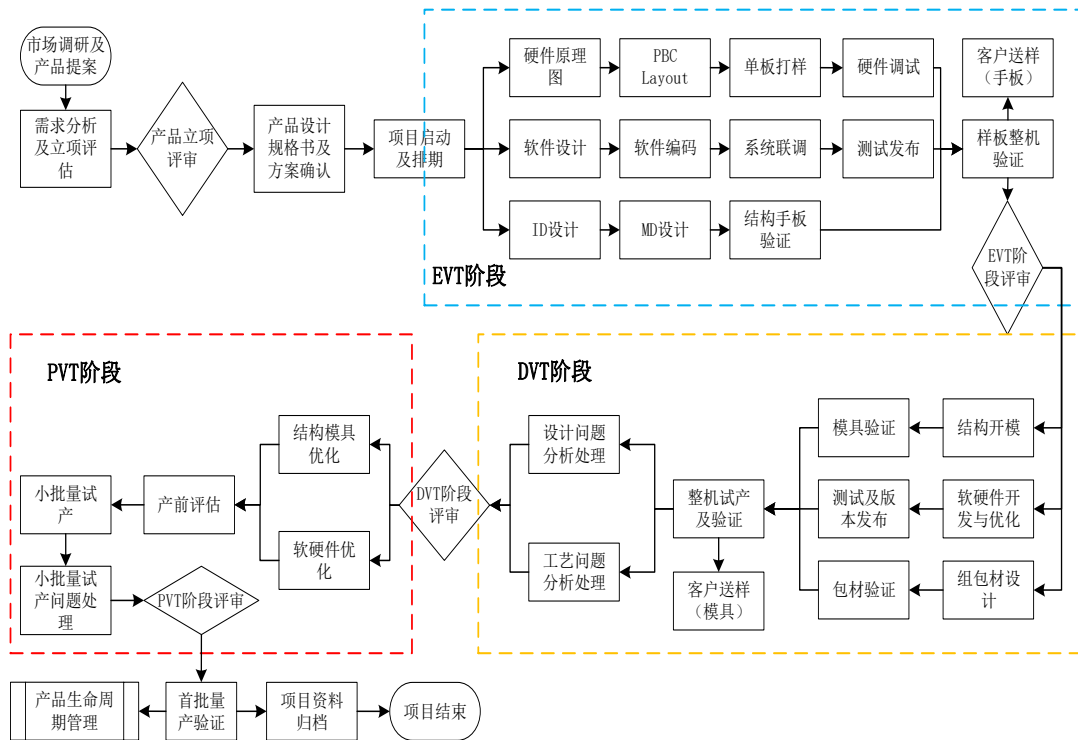 市场调研及
产品提案
需求分析
及立项评
估
产品立项
评审
产品设计
规格书及
方案确认
项目启动
及排期
硬件原理
图
PBC
Layout
单板打样
硬件调试
客户送样
（手板）
软件设计
软件编码
系统联调
测试发布
样板整机
验证
ID设计
MD设计
结构手板
验证
EVT阶
段评审
EVT阶段
PVT阶段
结构模具
优化
小批量试
产
产前评估
软硬件优
化
小批量试
产问题处
理
PVT阶段评审
DVT阶段
评审
DVT阶段
设计问题
分析处理
工艺问题
分析处理
整机试产
及验证
客户送样
（模具）
模具验证
结构开模
测试及版
本发布
软硬件开
发与优化
包材验证
组包材设
计
产品生命周
期管理
首批量
产验证
项目资料
归档
项目结束